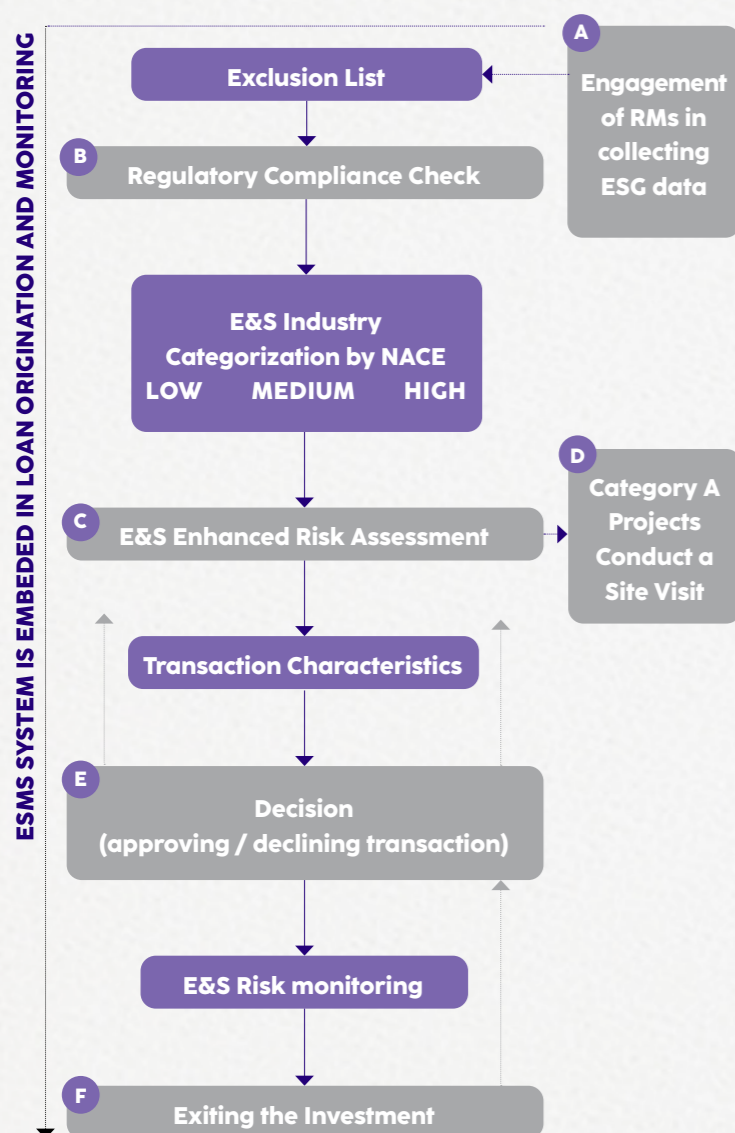 ESMS SYSTEM IS EMBEDED IN LOAN ORIGINATION AND MONITORING
A
Engagement
of RMs in
collecting
ESG data
Exclusion List
B
Regulatory Compliance Check
E&S Industry
Categorization by NACE
LOW MEDIUM HIGH
C
E&S Enhanced Risk Assessment
D
Category A
Projects
Conduct a
Site Visit
Transaction Characteristics
E
Decision
(approving / declining transaction)
E&S Risk monitoring
F
Exiting the Investment